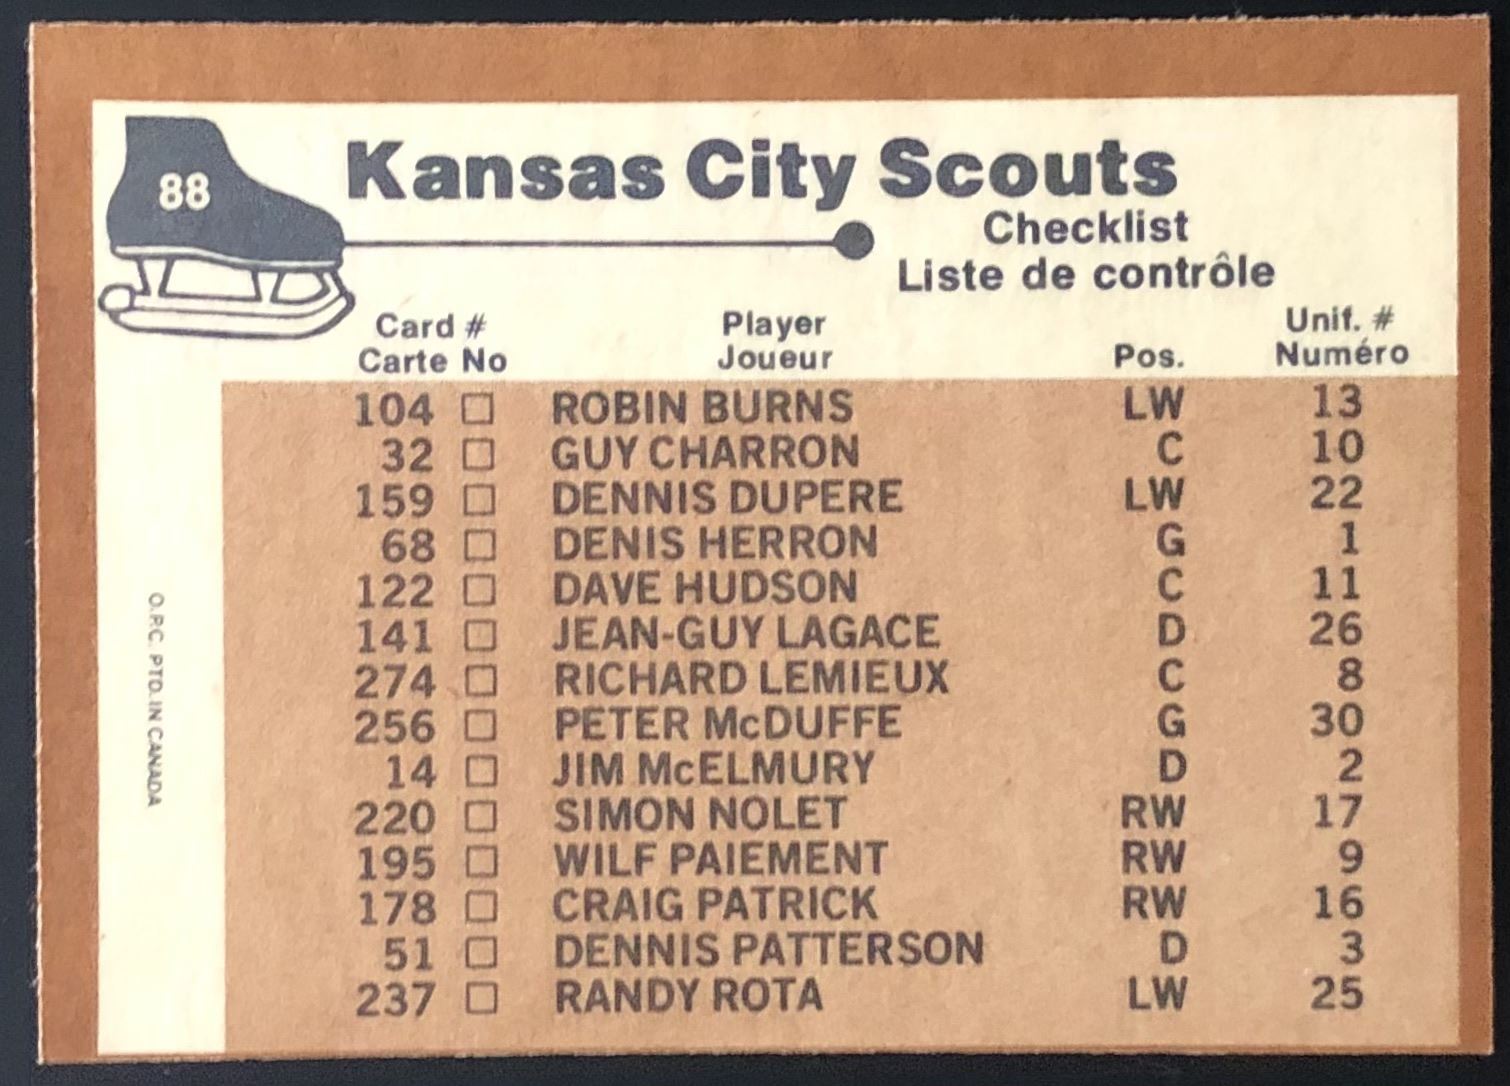 88
Kansas City Scouts
Checklist
Liste de contrôle
Card # Player Unif. #
Carte No Joueur Pos. Numéro
104 □ ROBIN BURNS LW 13
32 □ GUY CHARRON C 10
159 □ DENNIS DUPERE LW 22
68 □ DENIS HERRON G 1
122 □ DAVE HUDSON C 11
141 □ JEAN-GUY LAGACE D 26
274 □ RICHARD LEMIEUX C 8
256 □ PETER McDUFFE G 30
14 □ JIM McELMURY D 2
220 □ SIMON NOLET RW 17
195 □ WILF PAIEMENT RW 9
178 □ CRAIG PATRICK RW 16
51 □ DENNIS PATTERSON D 3
237 □ RANDY ROTA LW 25
O.P.C. PTD. IN CANADA